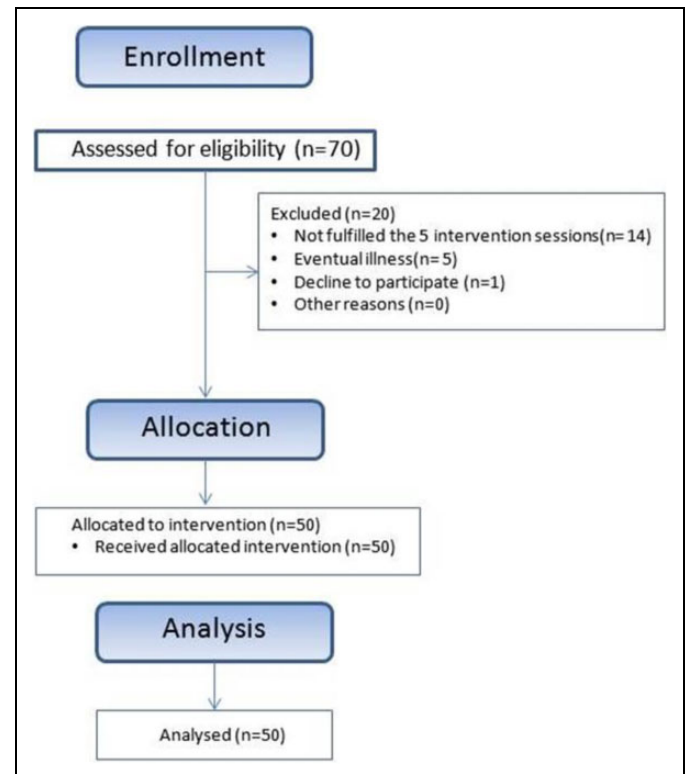 Enrollment
Assessed for eligibility (n=70)
Excluded (n=20)
• Not fulfilled the 5 intervention sessions(n= 14)
• Eventual illness(n= 5)
• Decline to participate (n=1)
• Other reasons (n=0)
Allocation
Allocated to intervention (n=50)
• Received allocated intervention (n=50)
Analysis
Analysed (n=50)